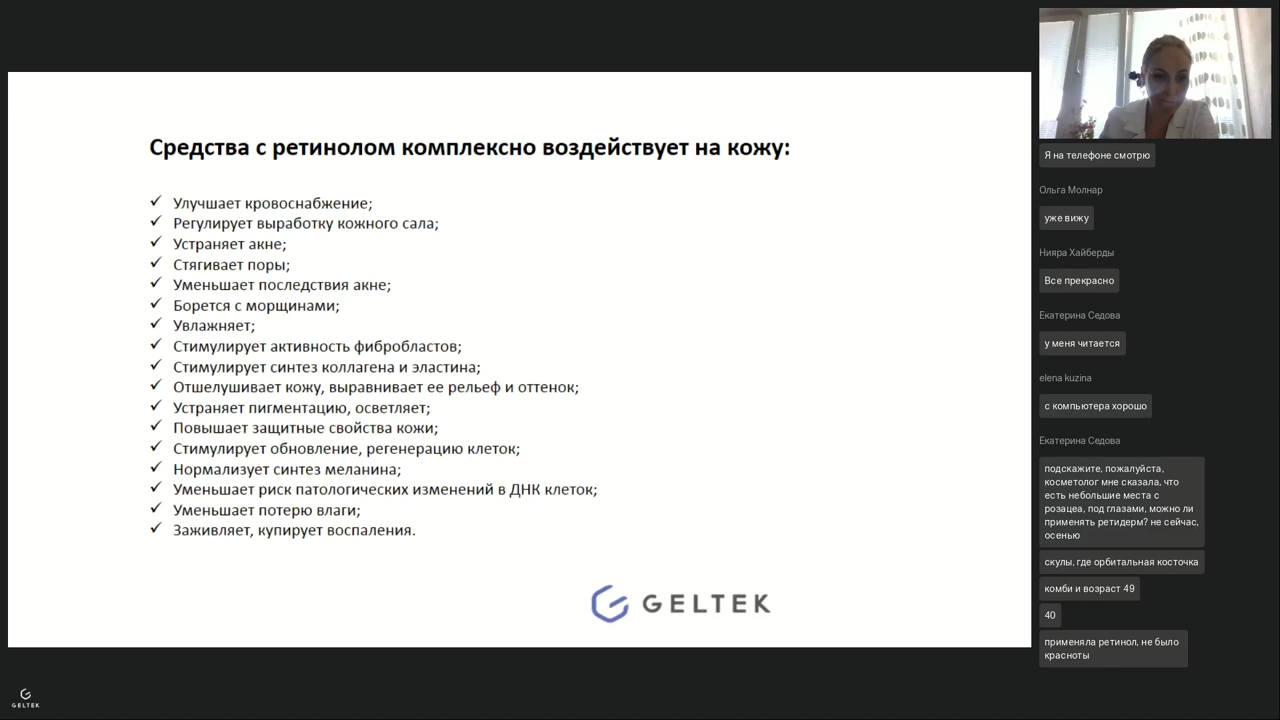 Средства с ретинолом комплексно воздействует на кожу:
Улучшает кровоснабжение;
Регулирует выработку кожного сала;
Устраняет акне;
Стягивает поры;
Уменьшает последствия акне;
Борется с морщинами;
Увлажняет;
Стимулирует активность фибробластов;
Стимулирует синтез коллагена и эластина;
Отшелушивает кожу, выравнивает ее рельеф и оттенок;
Устраняет пигментацию, осветляет;
Повышает защитные свойства кожи;
Стимулирует обновление, регенерацию клеток;
Нормализует синтез меланина;
Уменьшает риск патологических изменений в ДНК клеток;
Уменьшает потерю влаги;
Заживляет, купирует воспаления.
GELTEK
GELTEK
Я на телефоне смотрю
Ольга Молнар
уже вижу
Нияра Хайберды
Все прекрасно
Екатерина Седова
у меня читается
elena kuzina
с компьютера хорошо
Екатерина Седова
подскажите, пожалуйста,
косметолог мне сказала, что
есть небольшие места с
розацеа, под глазами, можно ли
применять ретидерм? не сейчас,
осенью
скулы, где орбитальная косточка
комби и возраст 49
40
применяла ретинол, не было
красноты